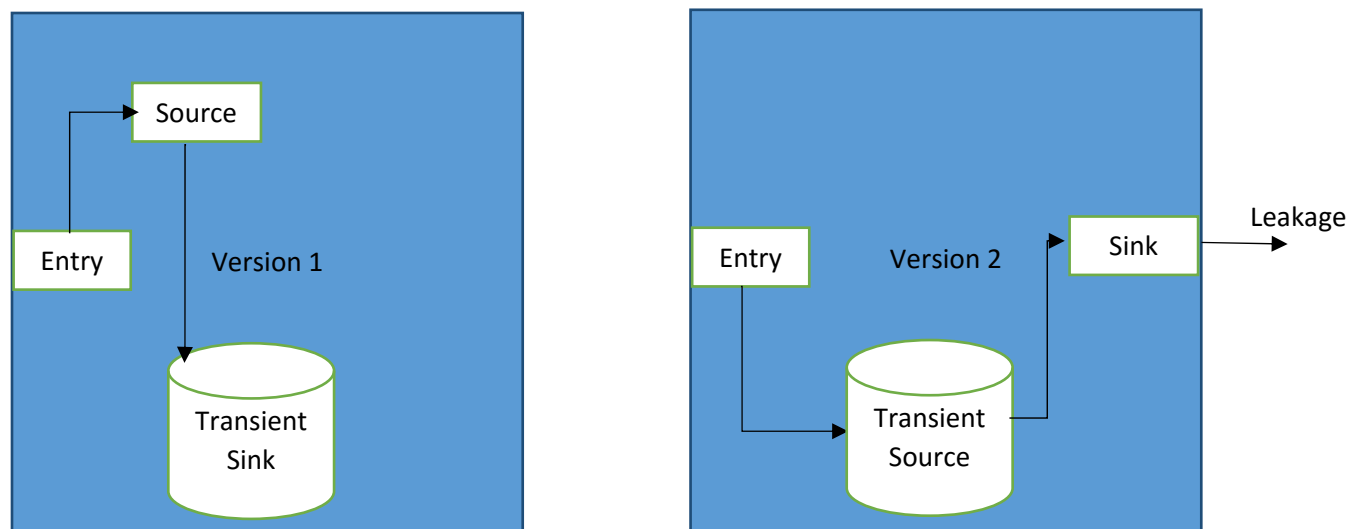 Source
Entry
Version 1
Transient
Sink
Entry
Version 2
Sink
Leakage
Transient
Source